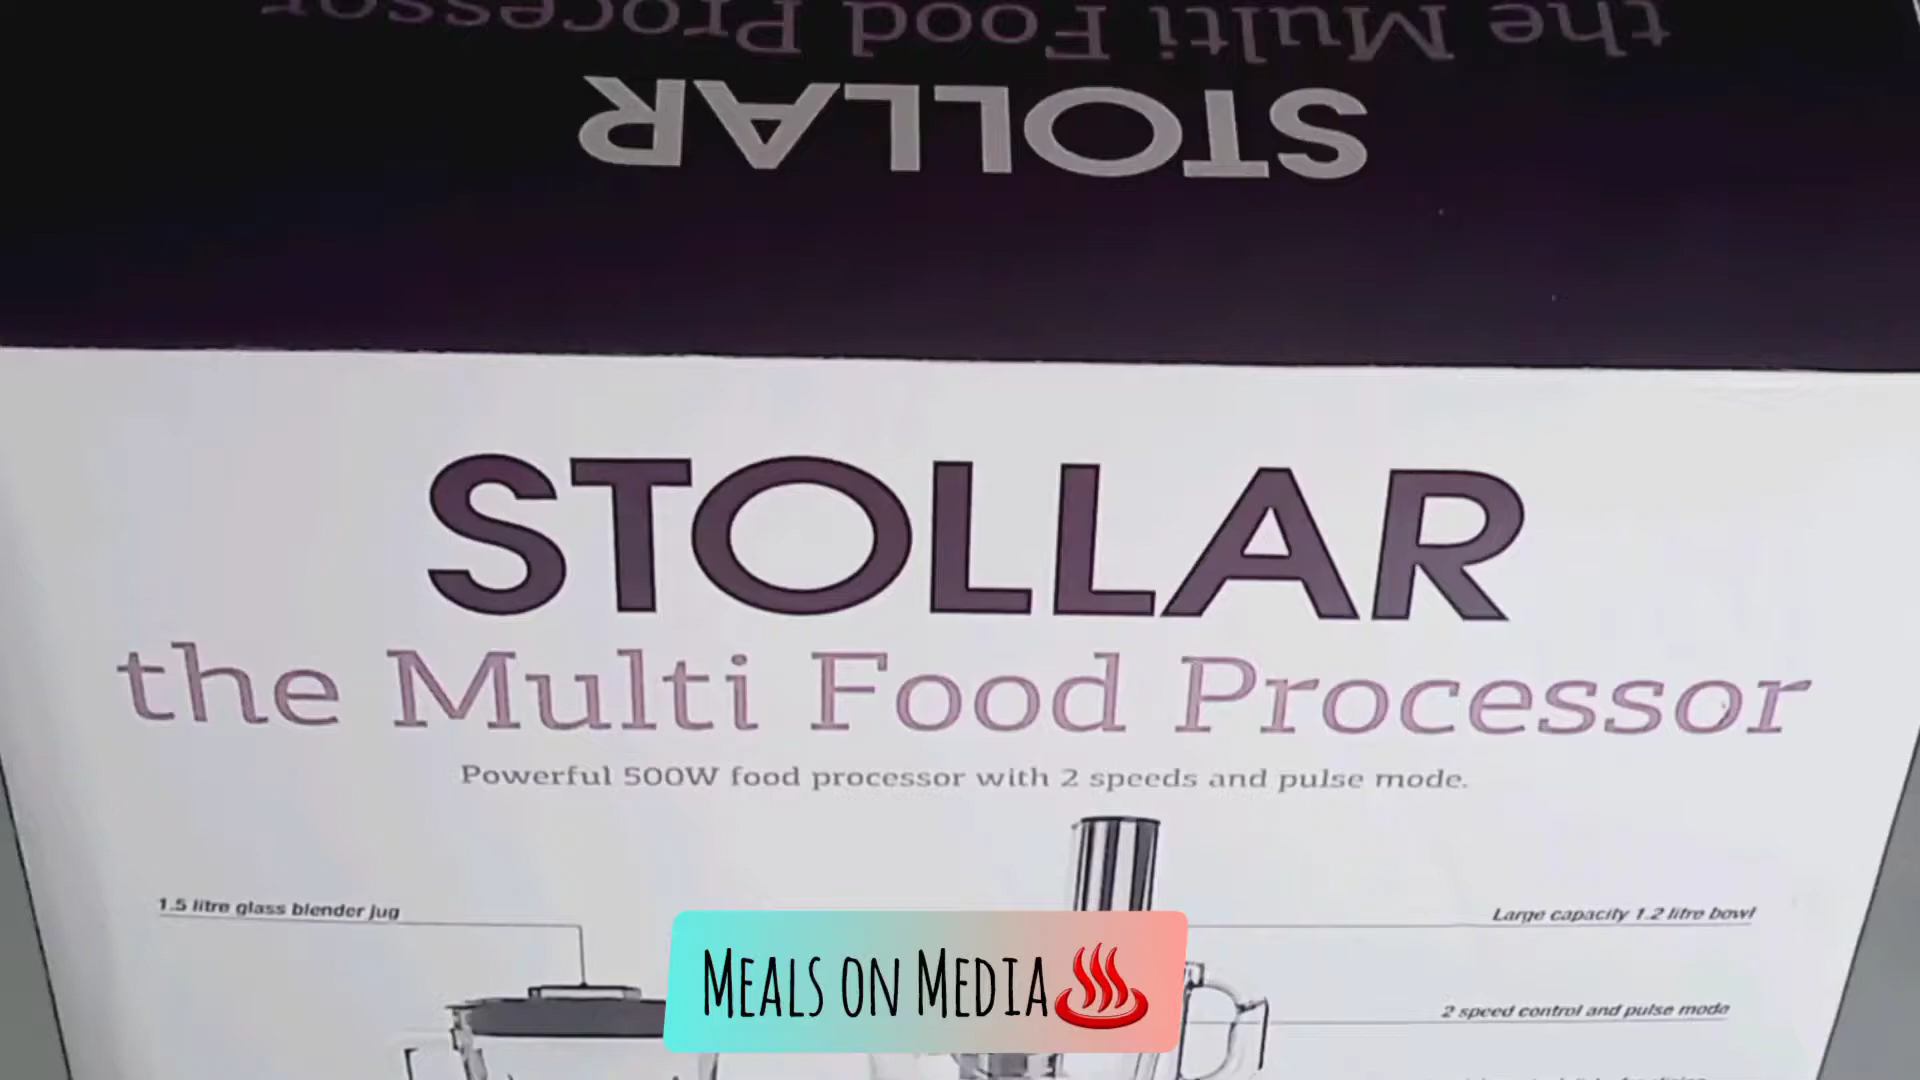 the Multi Food Processor
STOLLAR
STOLLAR
the Multi Food Processor
Powerful 500W food processor with 2 speeds and pulse mode.
1.5 litre glass blender jug
Large capacity 1.2 litre bowl
MEALS ON MEDIA♨
2 speed control and pulse mode